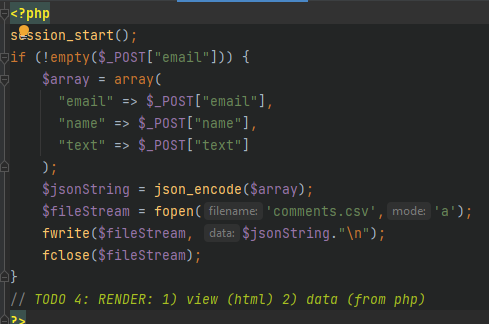 <?php
session_start();
if (!empty($_POST["email"])) {
    $array = array(
      "email" => $_POST["email"],
      "name" => $_POST["name"],
      "text" => $_POST["text"]
    );
    $jsonString = json_encode($array);
    $fileStream = fopen( filename: 'comments.csv', mode: 'a');
    fwrite($fileStream, data: $jsonString."\n");
    fclose($fileStream);
}
// TODO 4: RENDER: 1) view (html) 2) data (from php)
?>